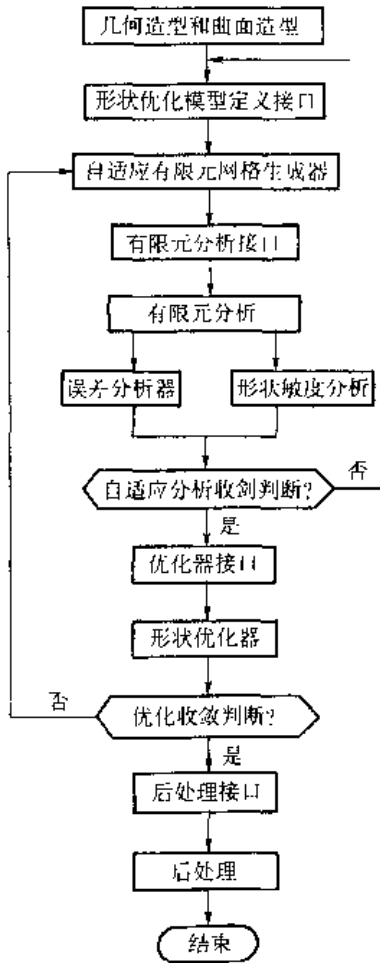 几何造型和曲面造型
形状优化模型定义接口
自适应有限元网格生成器
有限元分析接口
有限元分析
误差分析器
形状敏度分析
自适应分析收剑判断?
否
是
优化器接口
形状优化器
否
优化收敛判断?
是
后处理接口
后处理
结束